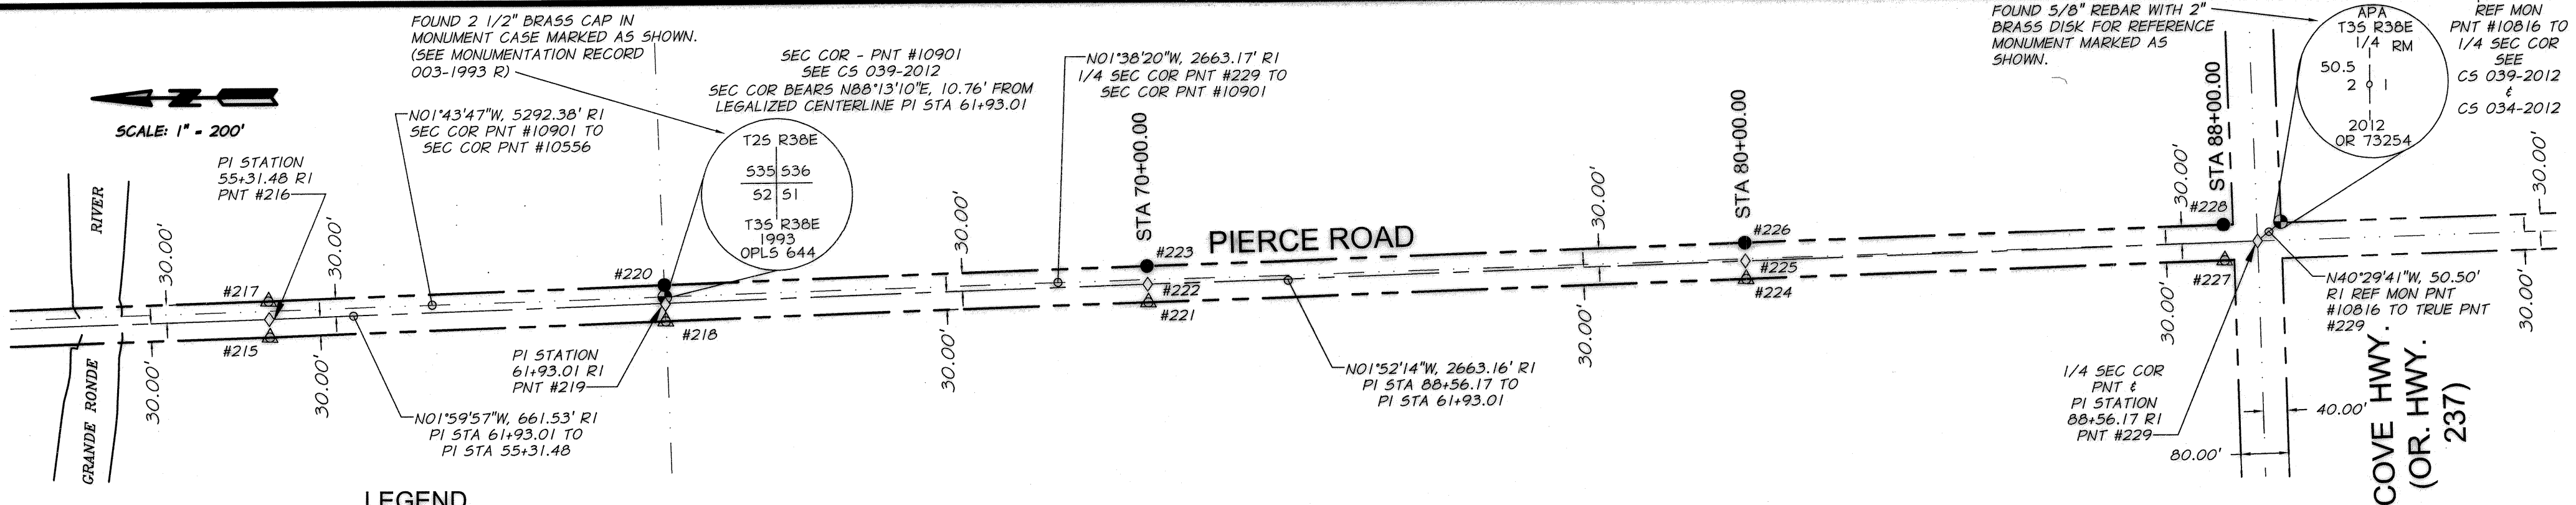 FOUND 2 1/2" BRASS CAP IN
MONUMENT CASE MARKED AS SHOWN.
(SEE MONUMENTATION RECORD
003-1993 R)
SEC COR - PNT #10901
SEE CS 039-2012
SEC COR BEARS N88°13'10"E, 10.76' FROM
LEGALIZED CENTERLINE PI STA 61+93.01
N01°38'20"W, 2663.17' R1
1/4 SEC COR PNT #229 TO
SEC COR PNT #10901
FOUND 5/8" REBAR WITH 2"
BRASS DISK FOR REFERENCE
MONUMENT MARKED AS
SHOWN.
APA
T3S R38E
1/4 RM
50.5
2 1
2012
OR 73254
REF MON
PNT #10816 TO
1/4 SEC COR
SEE
CS 039-2012
&
CS 034-2012
SCALE: 1" = 200'
N01°43'47"W, 5292.38' R1
SEC COR PNT #10901 TO
SEC COR PNT #10556
PI STATION
55+31.48 R1
PNT #216
T2S R38E
S35 S36
S2 S1
T3S R38E
1993
OPLS 644
STA 70+00.00
STA 80+00.00
STA 88+00.00
RIVER
GRANDE RONDE
30.00'
30.00'
30.00'
30.00'
30.00'
30.00'
30.00'
30.00'
30.00'
30.00'
30.00'
30.00'
PIERCE ROAD
#217
#215
#220
#218
#223
#222
#221
#226
#225
#224
#228
#227
PI STATION
61+93.01 R1
PNT #219
N01°59'57"W, 661.53' R1
PI STA 61+93.01 TO
PI STA 55+31.48
N01°52'14"W, 2663.16' R1
PI STA 88+56.17 TO
PI STA 61+93.01
N40°29'41"W, 50.50'
R1 REF MON PNT
#10816 TO TRUE PNT
#229
1/4 SEC COR
PNT &
PI STATION
88+56.17 R1
PNT #229
40.00'
80.00'
COVE HWY.
(OR. HWY.
237)
LEGEND